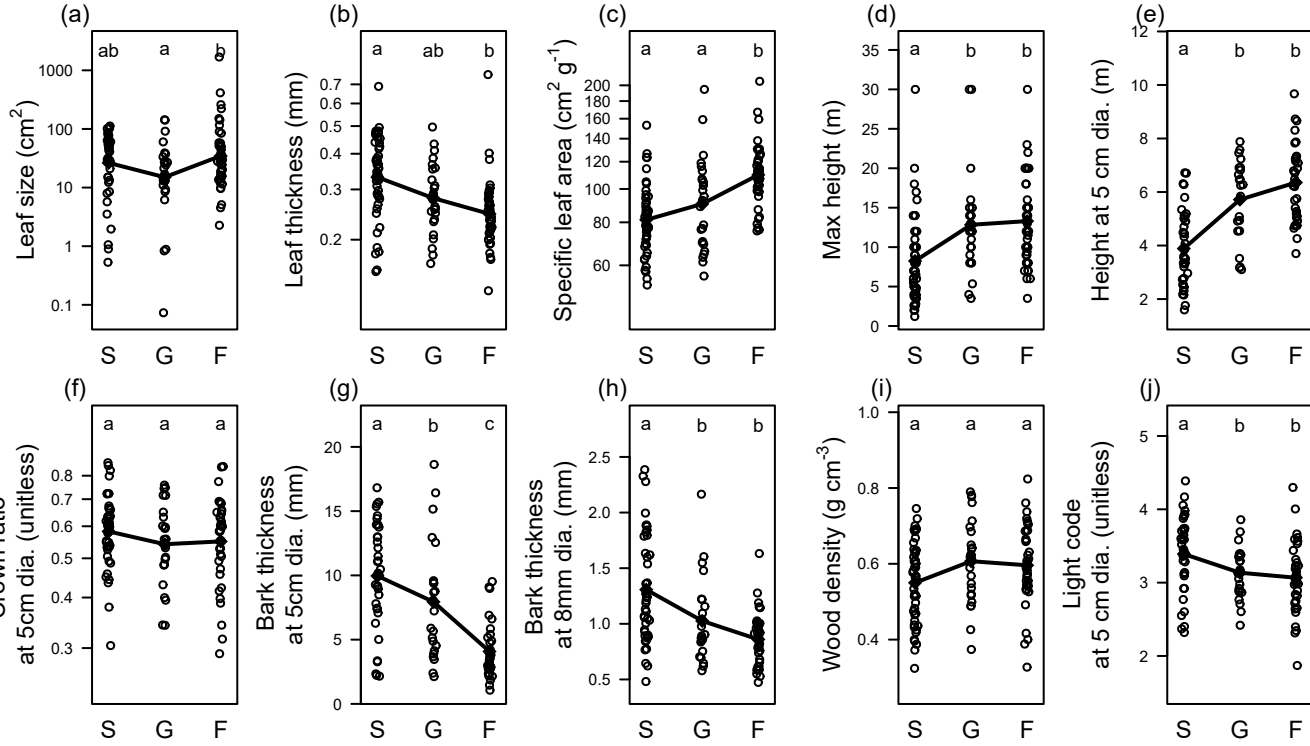 (a)
Leaf size (cm²)
ab a b
1000
100
10
1
0.1
S G F
(b)
Leaf thickness (mm)
a ab b
0.7
0.6
0.5
0.4
0.3
0.2
S G F
(c)
Specific leaf area (cm² g⁻¹)
a a b
200
180
160
140
120
100
80
60
S G F
(d)
Max height (m)
a b b
35
30
25
20
15
10
5
0
S G F
(e)
Height at 5 cm dia. (m)
a b b
12
10
8
6
4
2
S G F
(f)
at 5cm dia. (unitless)
a a a
0.8
0.7
0.6
0.5
0.4
0.3
S G F
(g)
Bark thickness
at 5cm dia. (mm)
a b c
20
15
10
5
0
S G F
(h)
Bark thickness
at 8mm dia. (mm)
a b b
2.5
2.0
1.5
1.0
0.5
S G F
(i)
Wood density (g cm⁻³)
a a a
1.0
0.8
0.6
0.4
S G F
(j)
Light code
at 5 cm dia. (unitless)
a b b
5
4
3
2
S G F